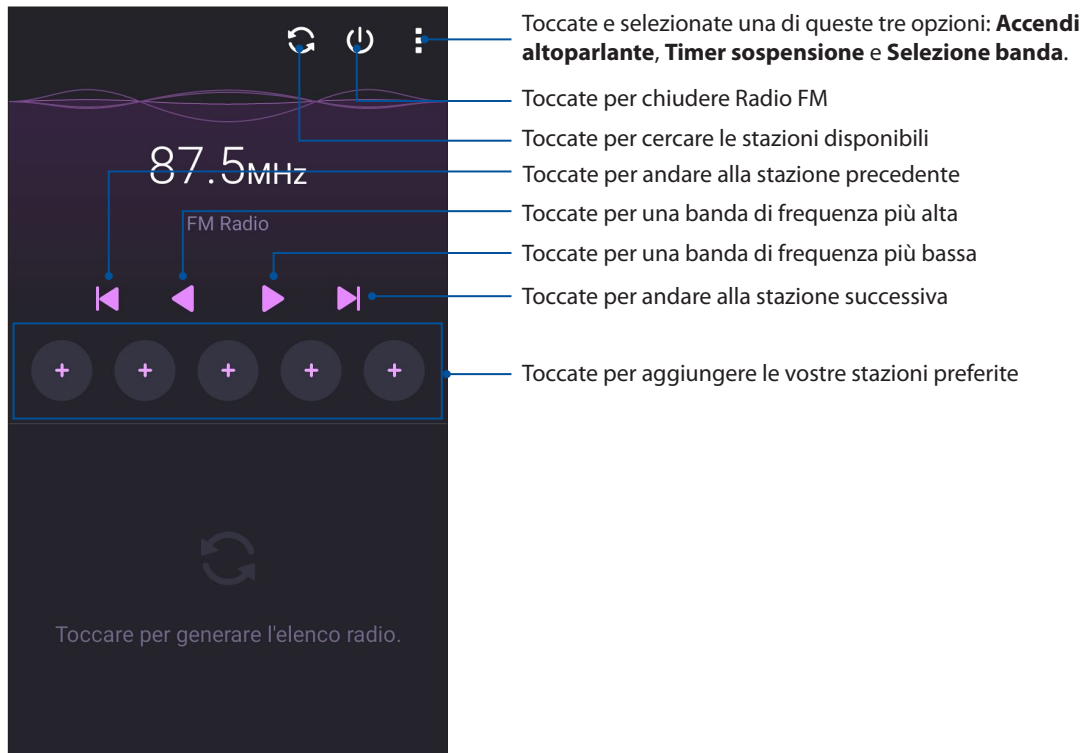 Toccate e selezionate una di queste tre opzioni: Accendi
altoparlante, Timer sospensione e Selezione banda.
Toccate per chiudere Radio FM
Toccate per cercare le stazioni disponibili
Toccate per andare alla stazione precedente
Toccate per una banda di frequenza più alta
Toccate per una banda di frequenza più bassa
Toccate per andare alla stazione successiva
Toccate per aggiungere le vostre stazioni preferite
87.5MHz
FM Radio
Toccare per generare l'elenco radio.